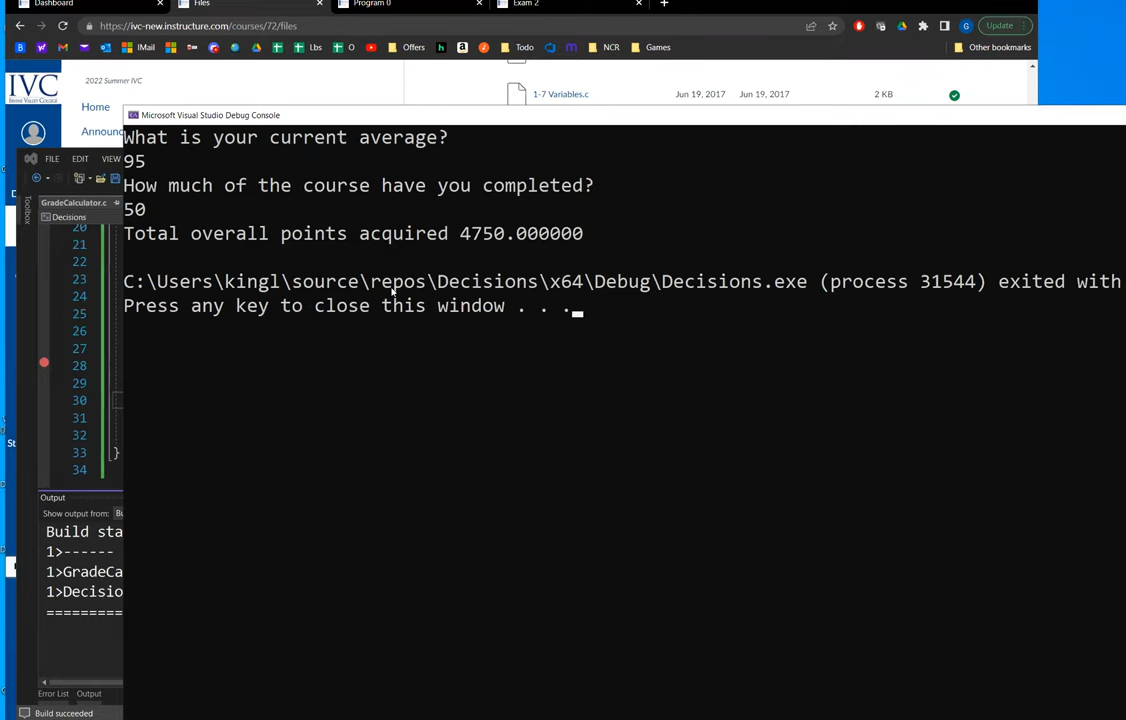 Dashboard
Files
Program 0
Exam 2
https://ivc-new.instructure.com/courses/72/files
Update
IMail
Lbs
O
Offers
Todo
NCR
Games
Other bookmarks
IVC
2022 Summer IVC
Home
Announ
1-7 Variables.c
Jun 19, 2017
Jun 19, 2017
2 KB
Microsoft Visual Studio Debug Console
What is your current average?
95
How much of the course have you completed?
50
Total overall points acquired 4750.000000
C:\Users\kingl\source\repos\Decisions\x64\Debug\Decisions.exe (process 31544) exited with
Press any key to close this window . . .
FILE
EDIT
VIEW
Toolbox
GradeCalculator.c
Decisions
20
21
22
23
24
25
26
27
28
29
30
31
32
33
}
34
St
Output
Show output from:
Bu
Build sta
1>------
1>GradeCa
1>Decisio
=========
Error List
Output
Build succeeded